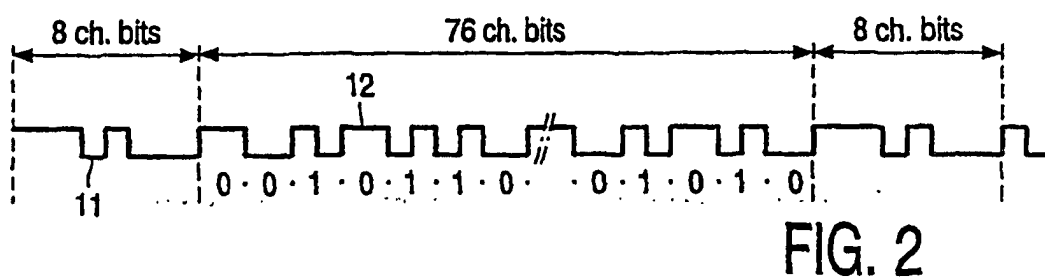 8 ch. bits 76 ch. bits 8 ch. bits
12
11
0 · 0 · 1 · 0 · 1 · 1 · 0 · · 0 · 1 · 0 · 1 · 0
FIG. 2